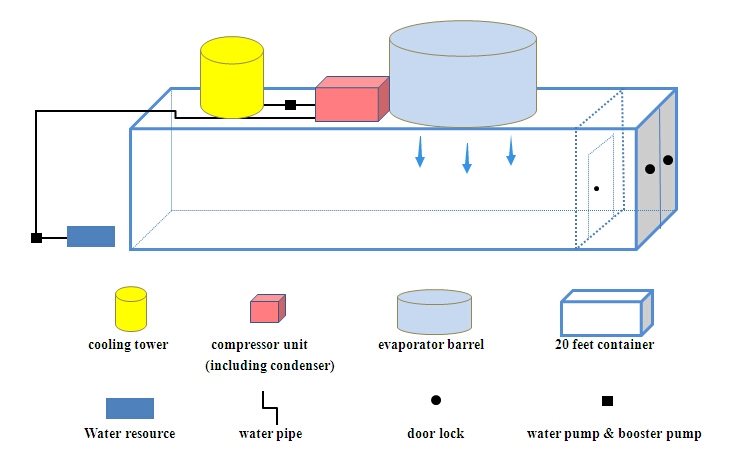 cooling tower
compressor unit
(including condenser)
evaporator barrel
20 feet container
Water resource
water pipe
door lock
water pump & booster pump